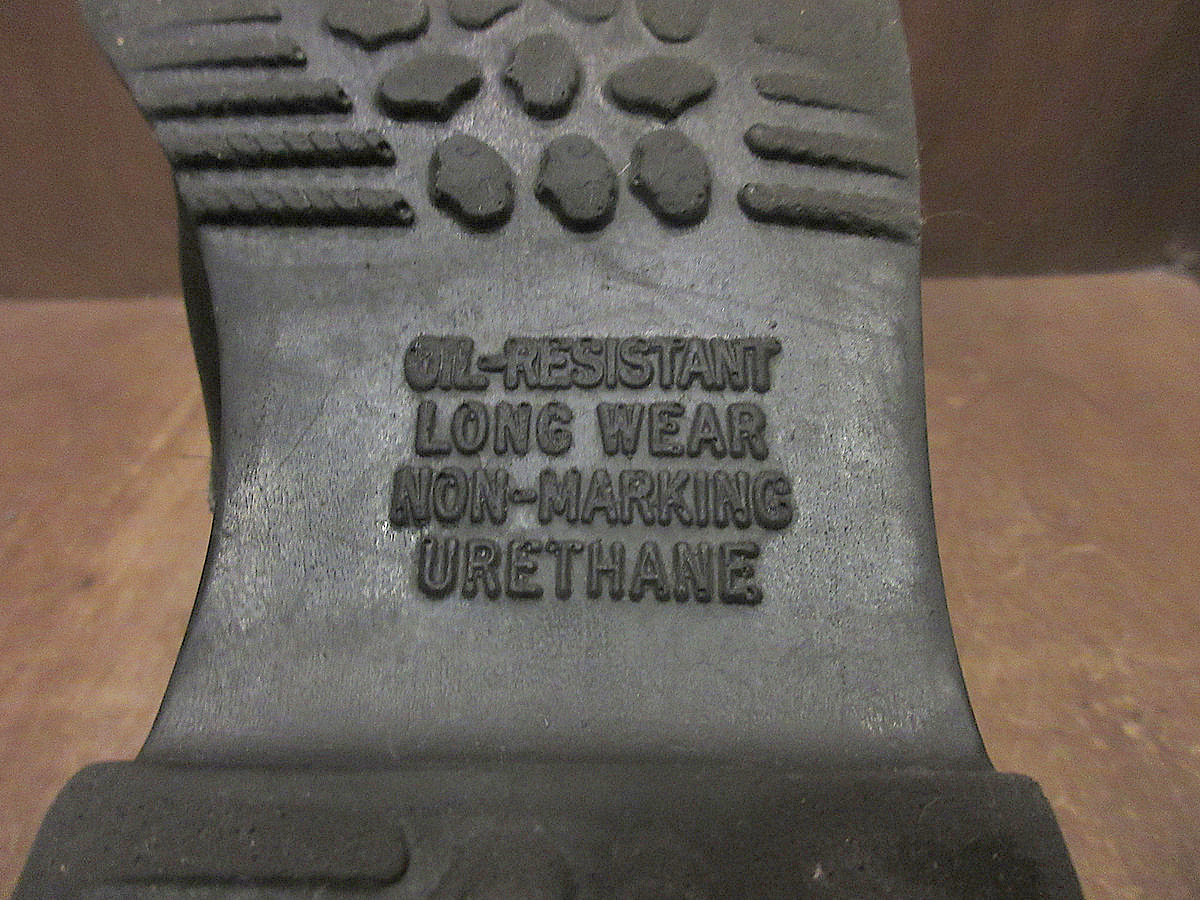 OIL-RESISTANT
LONG WEAR
NON-MARKING
URETHANE